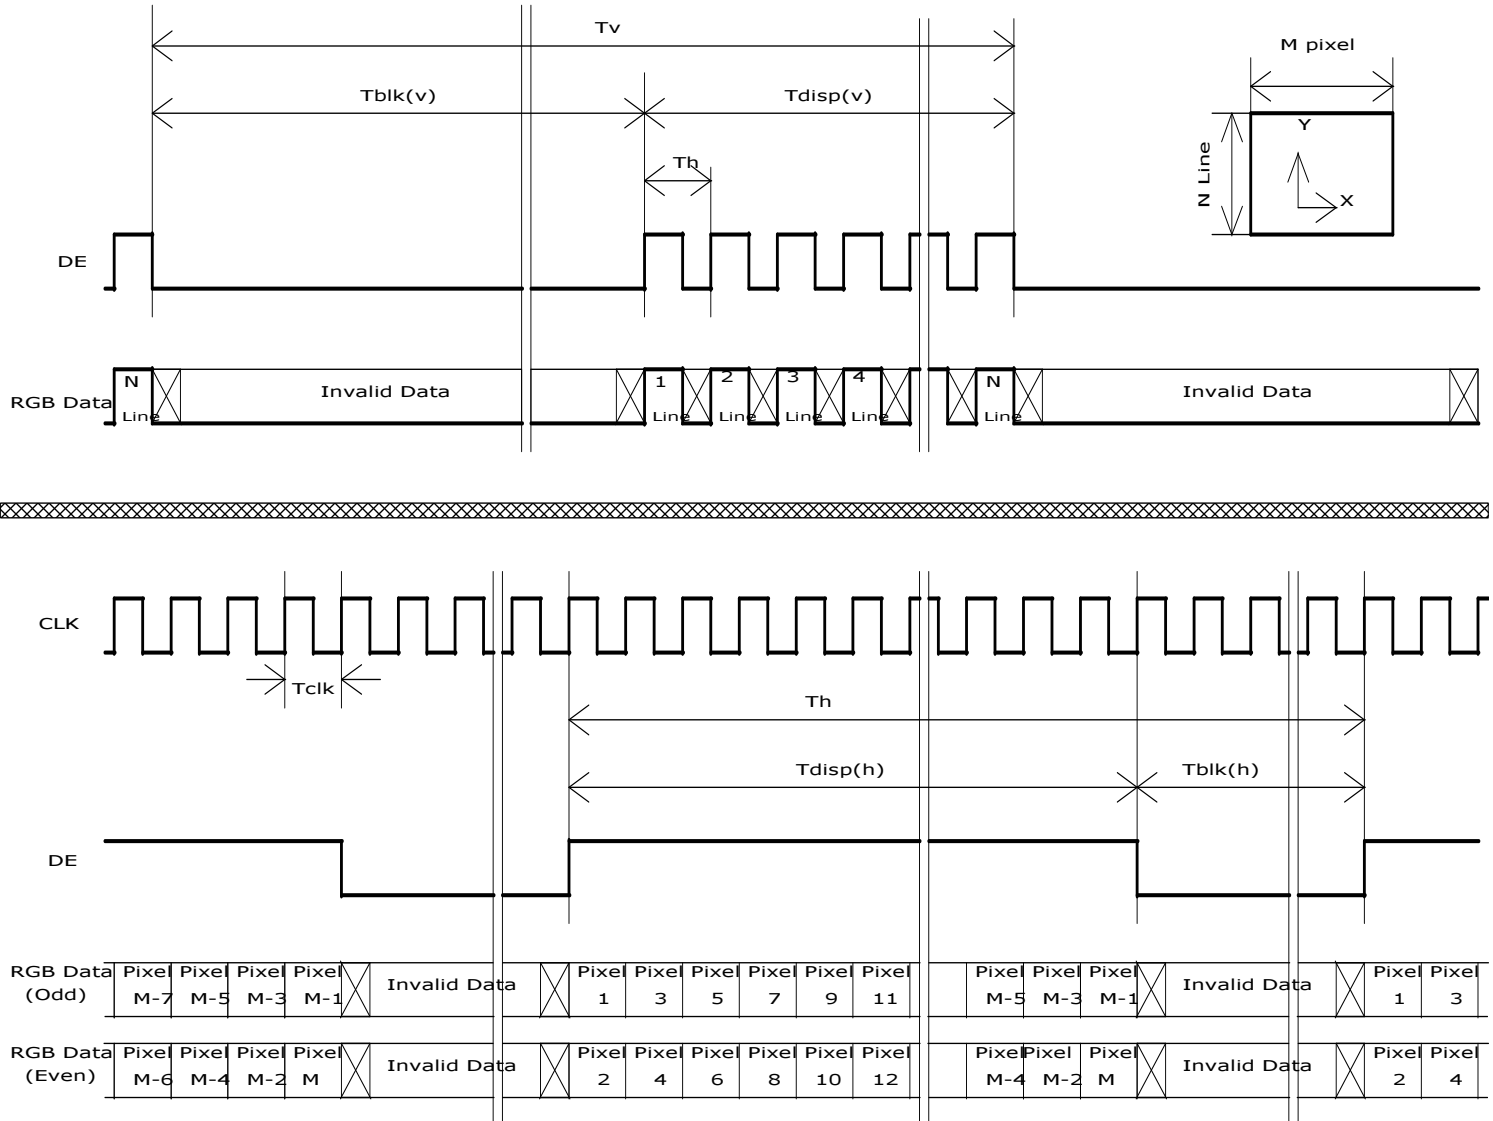 Tv
M pixel
Tblk(v) Tdisp(v)
Y
Th
N Line
X
DE
N 1 2 3 4 N
Invalid Data Invalid Data
RGB Data
Line Line Line Line Line Line
CLK
Tclk
Th
Tdisp(h) Tblk(h)
DE
RGB Data Pixel Pixel Pixel Pixel Invalid Data Pixel Pixel Pixel Pixel Pixel Pixel Pixel Pixel Pixel Invalid Data Pixel Pixel
(Odd) M-7 M-5 M-3 M-1 1 3 5 7 9 11 M-5 M-3 M-1 1 3
RGB Data Pixel Pixel Pixel Pixel Invalid Data Pixel Pixel Pixel Pixel Pixel Pixel Pixel Pixel Pixel Invalid Data Pixel Pixel
(Even) M-6 M-4 M-2 M 2 4 6 8 10 12 M-4 M-2 M 2 4